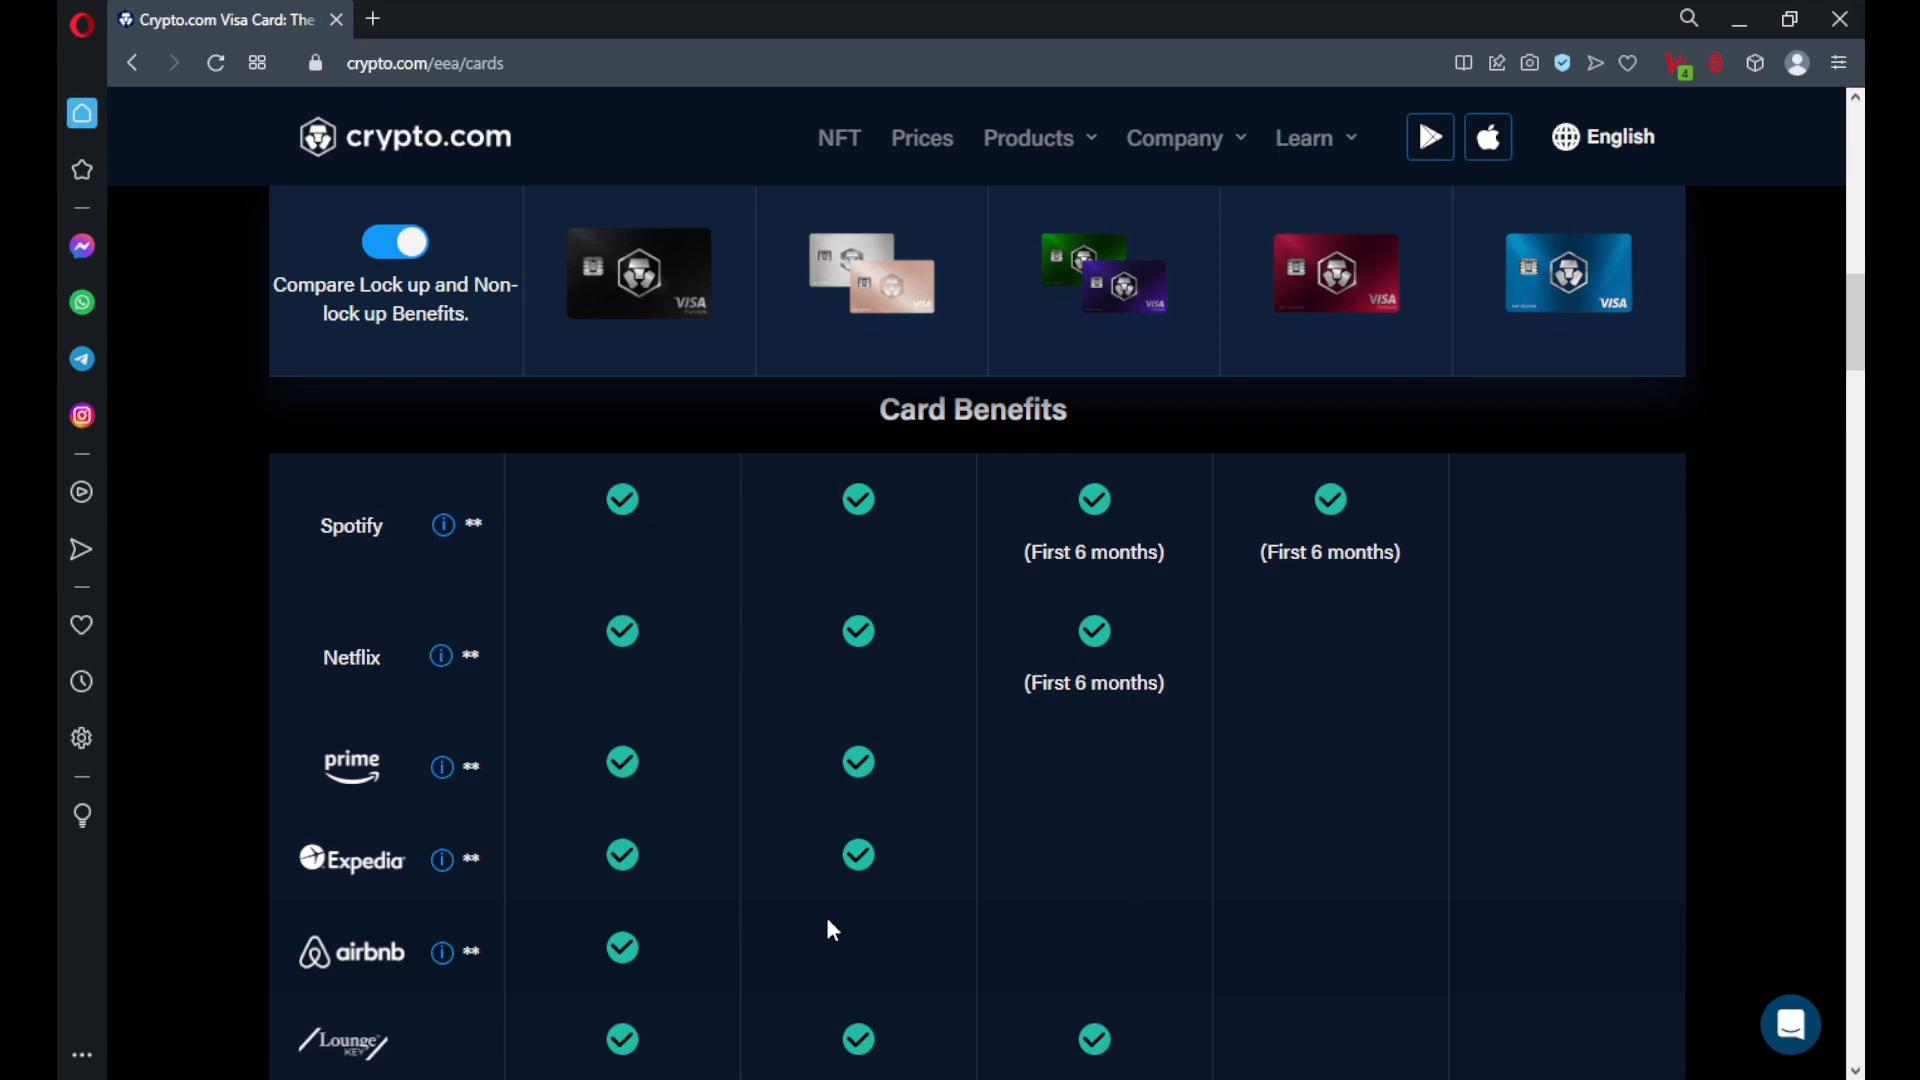 Crypto.com Visa Card: The
crypto.com/eea/cards
4
crypto.com
NFT
Prices
Products
Company
Learn
English
Compare Lock up and Non-
lock up Benefits.
VISA
VISA
VISA
VISA
VISA
Card Benefits
Spotify **
(First 6 months)
(First 6 months)
Netflix **
(First 6 months)
prime **
Expedia **
airbnb **
Lounge
KEY